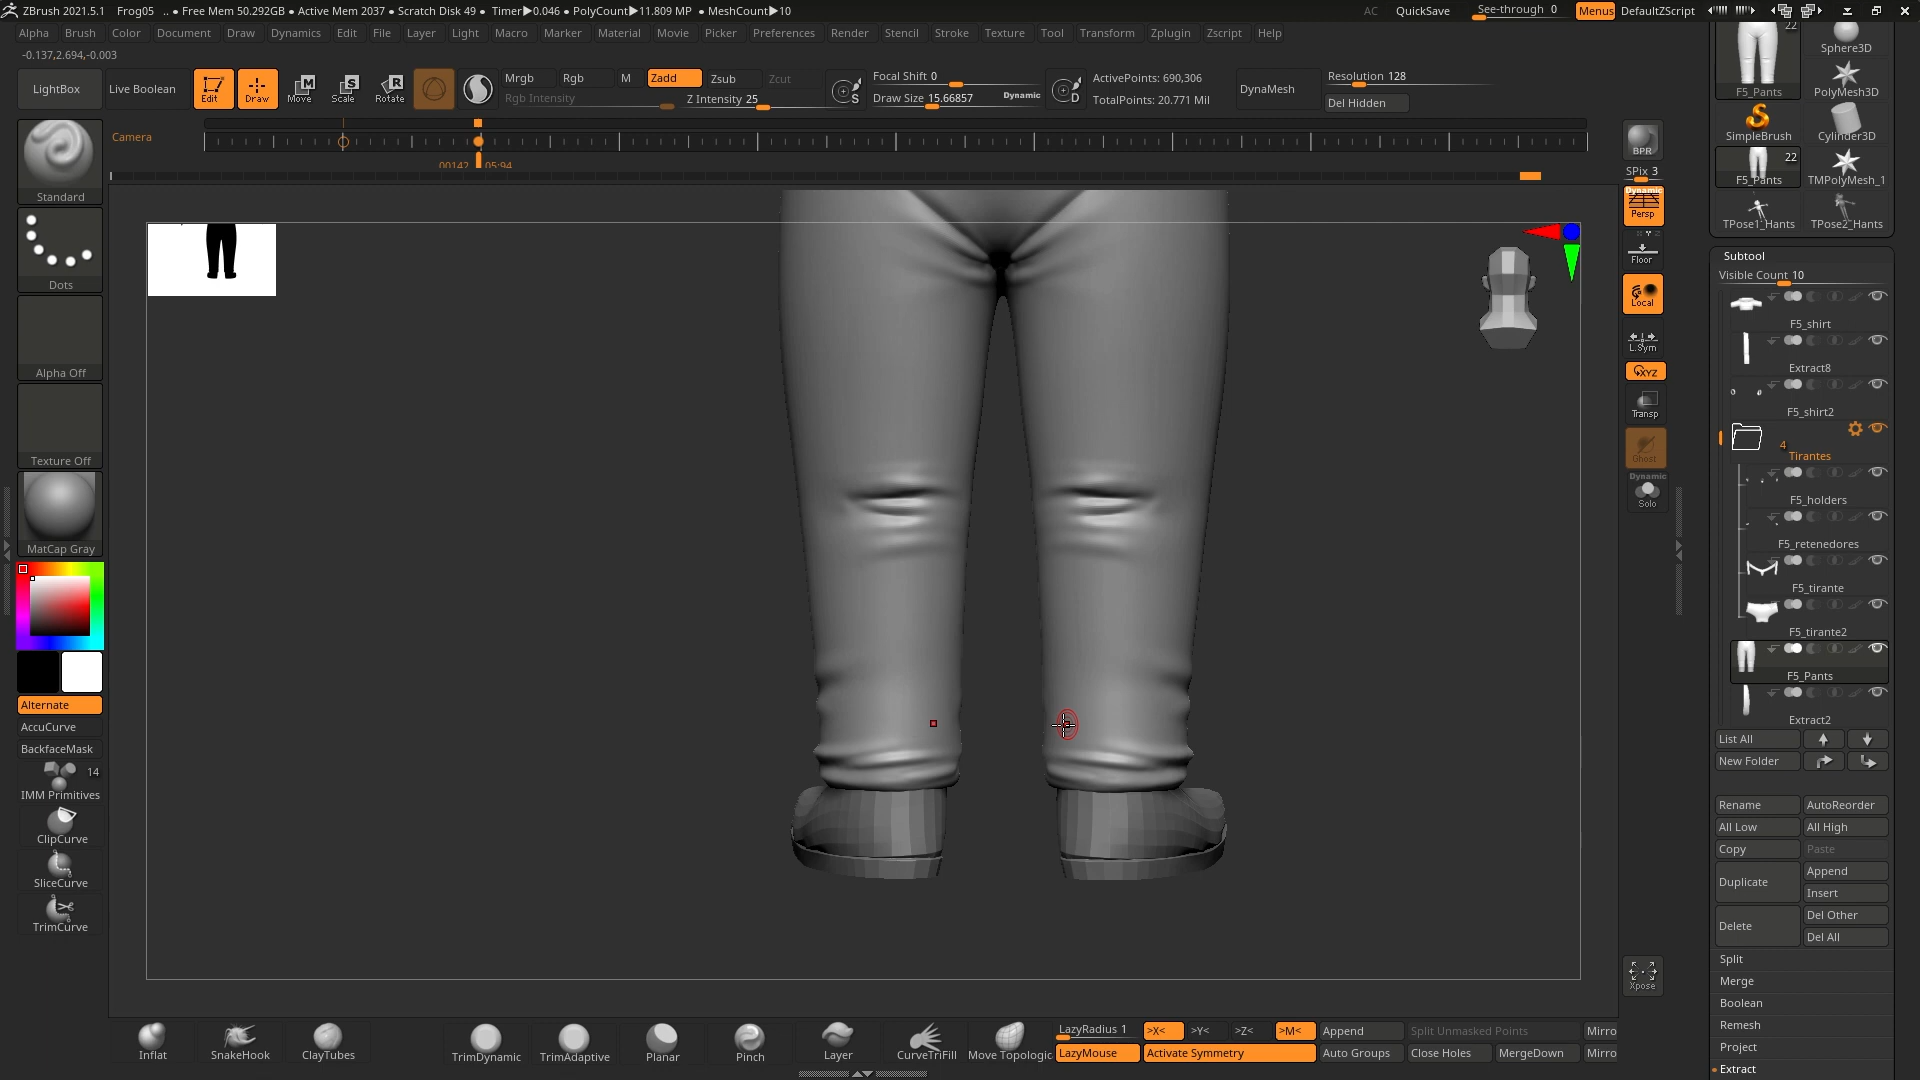 ZBrush 2021.5.1 Frog05 .. ● Free Mem 50.292GB ● Active Mem 2037 ● Scratch Disk 49 ● Timer▶0.046 ● PolyCount▶11.809 MP ● MeshCount▶10 AC QuickSave See-through 0 Menus DefaultZScript
Alpha Brush Color Document Draw Dynamics Edit File Layer Light Macro Marker Material Movie Picker Preferences Render Stencil Stroke Texture Tool Transform Zplugin Zscript Help
-0.137,2.694,-0.003
LightBox Live Boolean Edit Draw Move Scale Rotate
Mrgb Rgb M Zadd Zsub Zcut
Rgb Intensity Z Intensity 25
Focal Shift 0
Draw Size 15.66857 Dynamic
ActivePoints: 690,306
TotalPoints: 20.771 Mil
DynaMesh
Resolution 128
Del Hidden
Camera
00142 05:94
Standard
Dots
Alpha Off
Texture Off
MatCap Gray
Alternate
AccuCurve
BackfaceMask
14
IMM Primitives
ClipCurve
SliceCurve
TrimCurve
BPR
SPix 3
Dynamic
Persp
Floor
Local
L.Sym
XYZ
Transp
Ghost
Dynamic
Solo
Xpose
22
F5_Pants
Sphere3D
PolyMesh3D
SimpleBrush
Cylinder3D
22
F5_Pants
TMPolyMesh_1
TPose1_Hants
TPose2_Hants
Subtool
Visible Count 10
F5_shirt
Extract8
F5_shirt2
4
Tirantes
F5_holders
F5_retenedores
F5_tirante
F5_tirante2
F5_Pants
Extract2
List All
New Folder
Rename AutoReorder
All Low All High
Copy Paste
Duplicate Append
Insert
Delete Del Other
Del All
Split
Merge
Boolean
Remesh
Project
Extract
Inflat SnakeHook ClayTubes TrimDynamic TrimAdaptive Planar Pinch Layer CurveTriFill Move Topologic
LazyRadius 1 >X< >Y< >Z< >M< Append Split Unmasked Points Mirro
LazyMouse Activate Symmetry Auto Groups Close Holes MergeDown Mirro